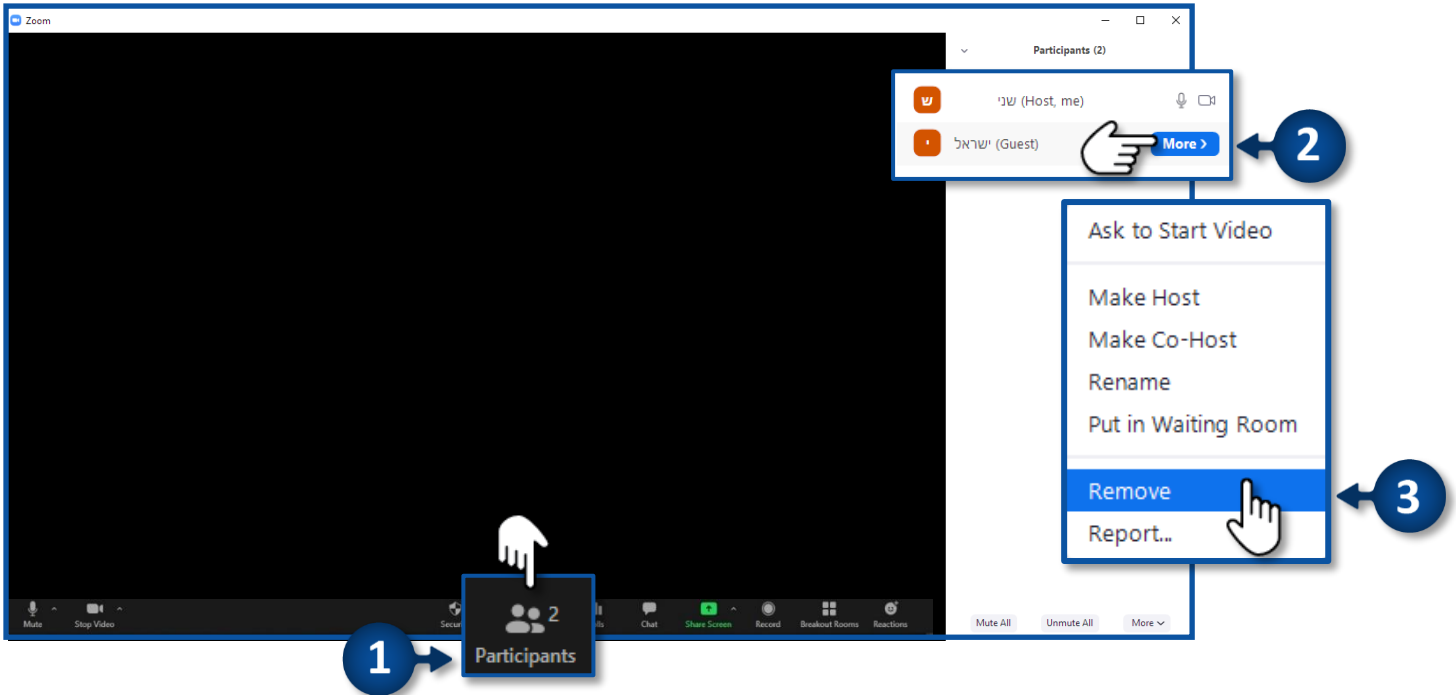 Zoom
Participants (2)
ש
שני (Host, me)
י
ישראל (Guest)
More >
2
Ask to Start Video
Make Host
Make Co-Host
Rename
Put in Waiting Room
Remove
Report...
3
Mute
Stop Video
2
Participants
Chat
Share Screen
Record
Breakout Rooms
Reactions
Mute All
Unmute All
More
1